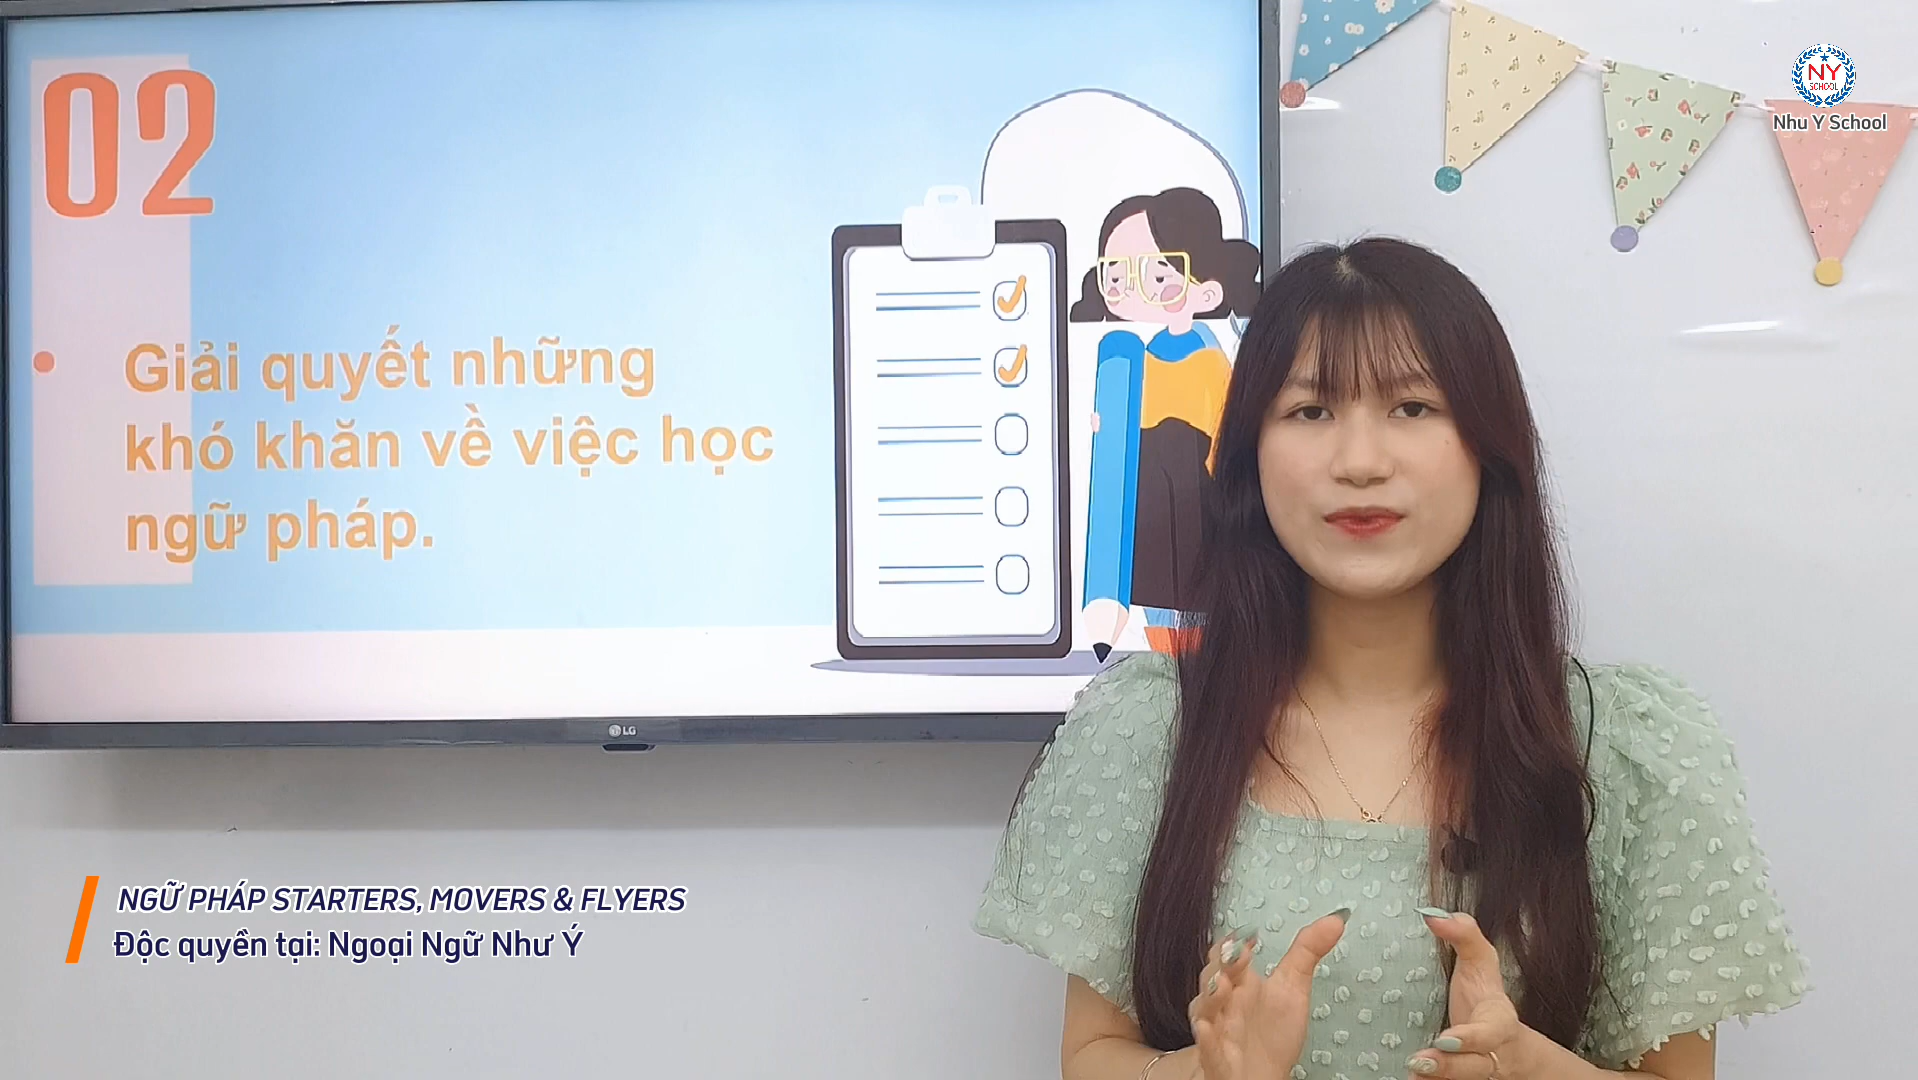 02
• Giải quyết những
khó khăn về việc học
ngữ pháp.
LG
NY
SCHOOL
Nhu Y School
NGỮ PHÁP STARTERS, MOVERS & FLYERS
Độc quyền tại: Ngoại Ngữ Như Ý